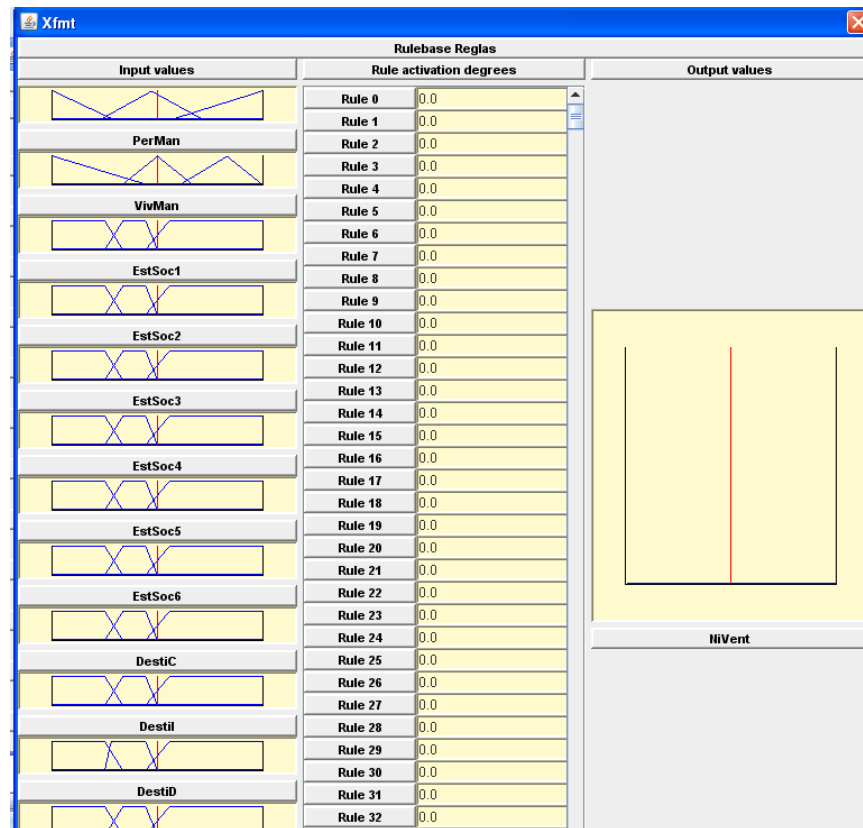 Xfmt
Rulebase Reglas
Input values
Rule activation degrees
Output values
PerMan
VivMan
EstSoc1
EstSoc2
EstSoc3
EstSoc4
EstSoc5
EstSoc6
DestiC
DestiI
DestiD
Rule 0 0.0
Rule 1 0.0
Rule 2 0.0
Rule 3 0.0
Rule 4 0.0
Rule 5 0.0
Rule 6 0.0
Rule 7 0.0
Rule 8 0.0
Rule 9 0.0
Rule 10 0.0
Rule 11 0.0
Rule 12 0.0
Rule 13 0.0
Rule 14 0.0
Rule 15 0.0
Rule 16 0.0
Rule 17 0.0
Rule 18 0.0
Rule 19 0.0
Rule 20 0.0
Rule 21 0.0
Rule 22 0.0
Rule 23 0.0
Rule 24 0.0
Rule 25 0.0
Rule 26 0.0
Rule 27 0.0
Rule 28 0.0
Rule 29 0.0
Rule 30 0.0
Rule 31 0.0
Rule 32 0.0
NiVent